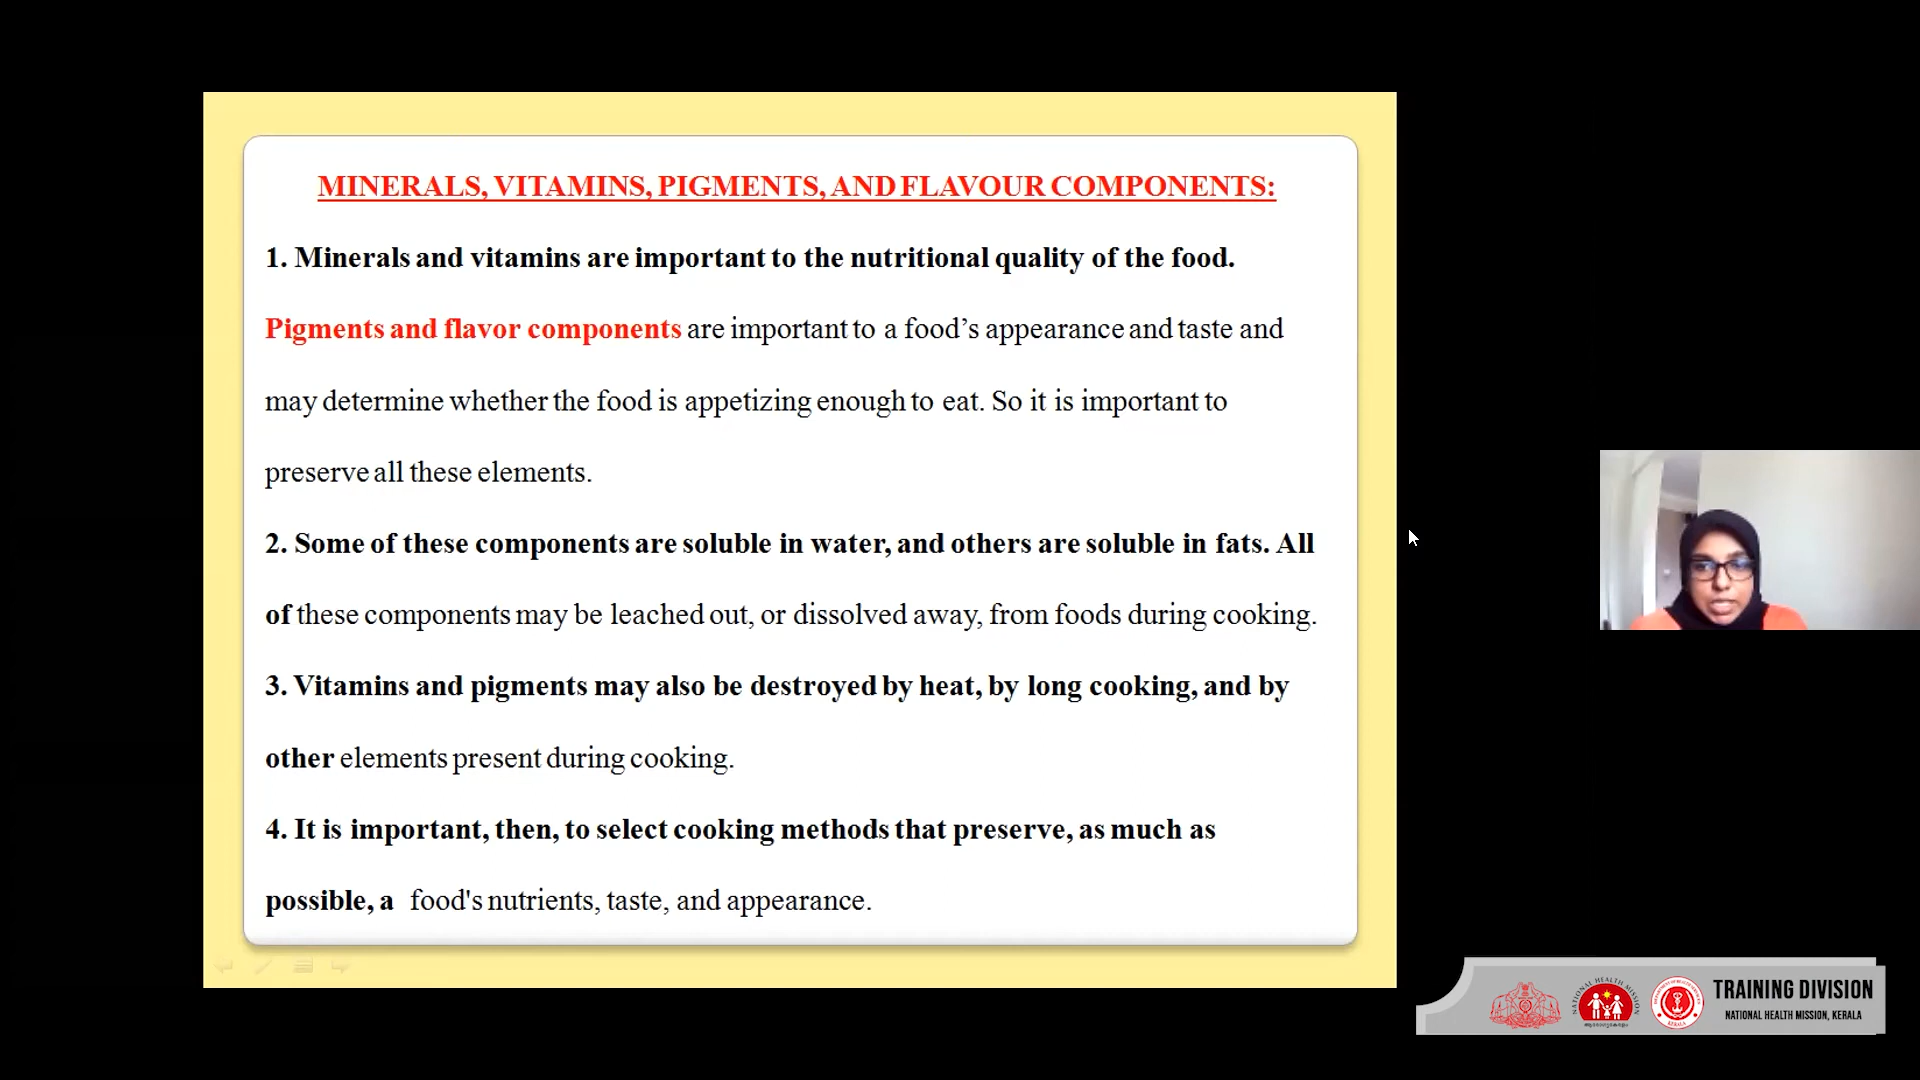 MINERALS, VITAMINS, PIGMENTS, AND FLAVOUR COMPONENTS:
1. Minerals and vitamins are important to the nutritional quality of the food.
Pigments and flavor components are important to a food’s appearance and taste and
may determine whether the food is appetizing enough to eat. So it is important to
preserve all these elements.
2. Some of these components are soluble in water, and others are soluble in fats. All
of these components may be leached out, or dissolved away, from foods during cooking.
3. Vitamins and pigments may also be destroyed by heat, by long cooking, and by
other elements present during cooking.
4. It is important, then, to select cooking methods that preserve, as much as
possible, a food's nutrients, taste, and appearance.
NATIONAL HEALTH MISSION
TRAINING DIVISION
NATIONAL HEALTH MISSION, KERALA